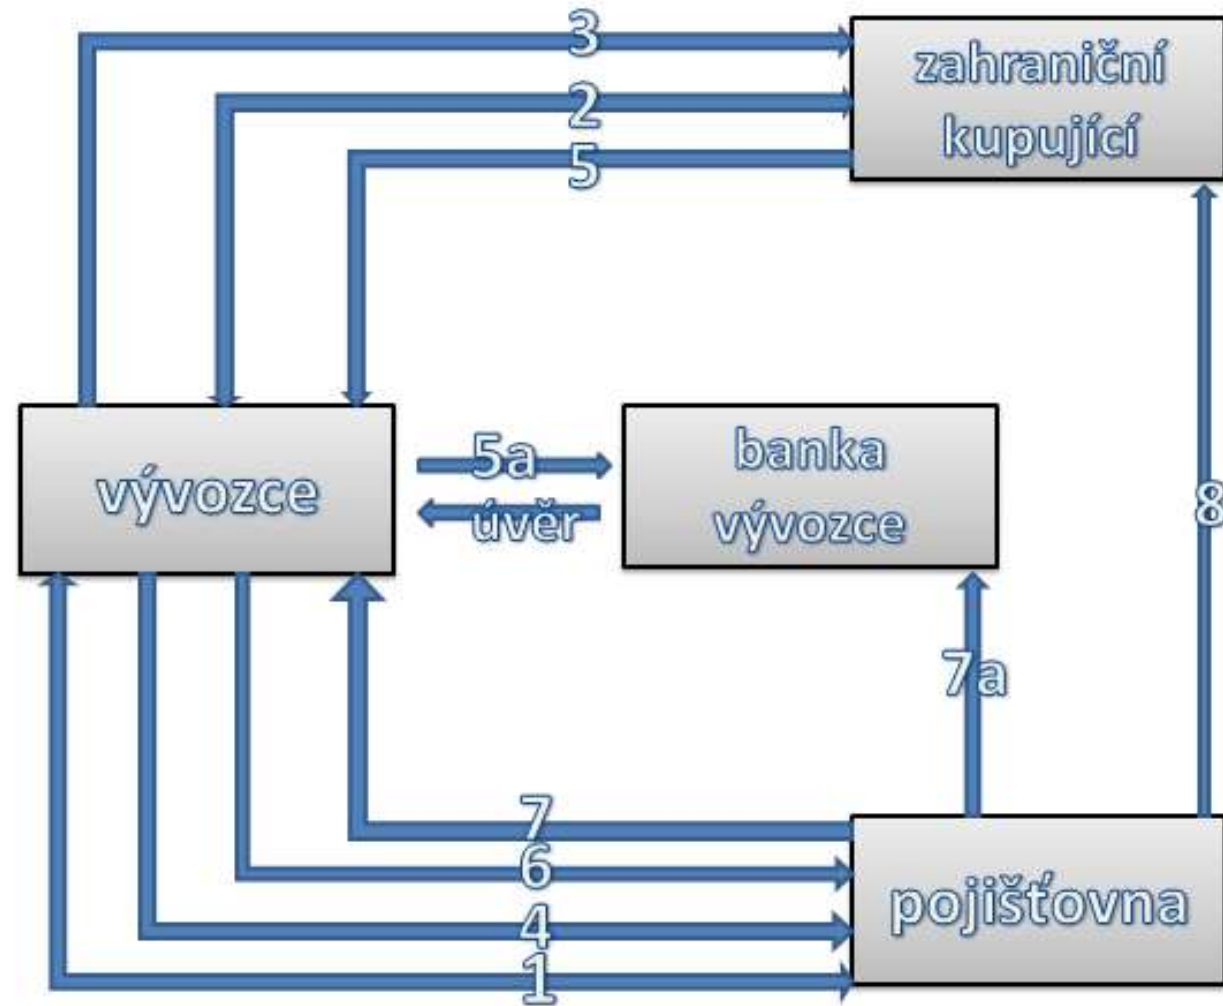 3
zahraniční
kupující
2
5
vývozce
5a
úvěr
banka
vývozce
8
7a
7
6
4
1
pojišťovna